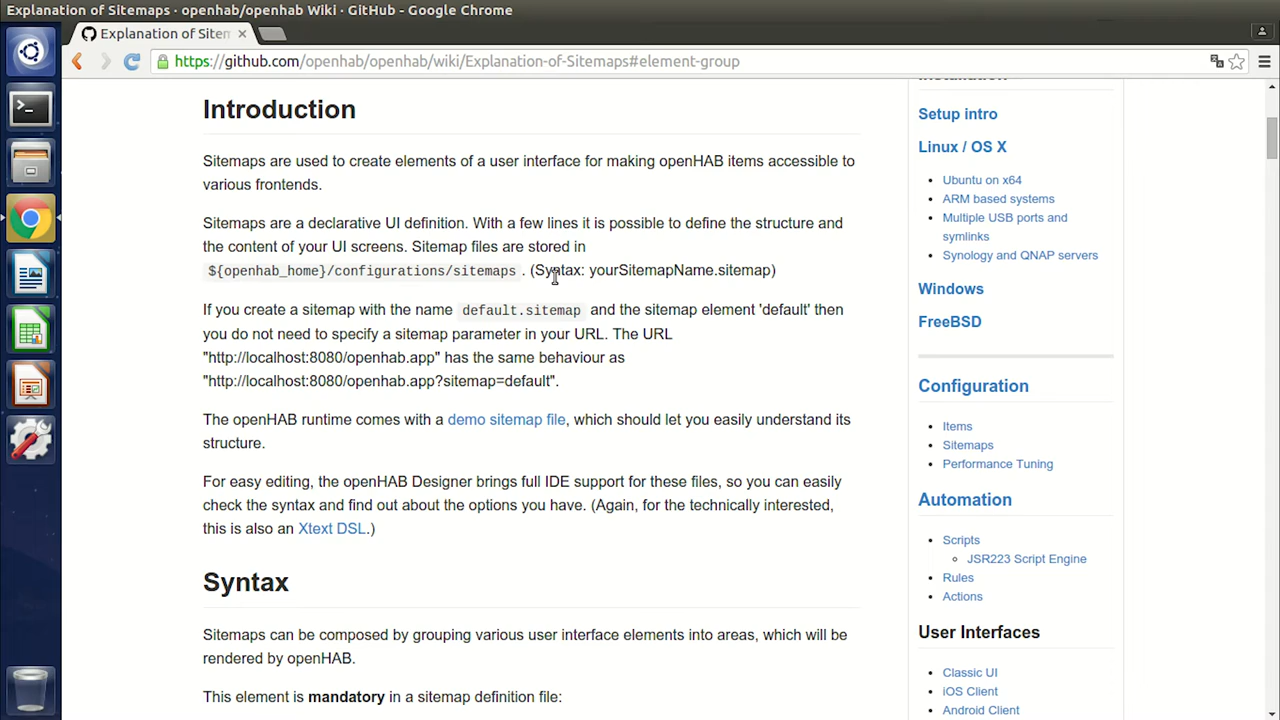 Explanation of Sitemaps · openhab/openhab Wiki · GitHub - Google Chrome
Explanation of Sitem
https://github.com/openhab/openhab/wiki/Explanation-of-Sitemaps#element-group
Introduction
Sitemaps are used to create elements of a user interface for making openHAB items accessible to
various frontends.
Sitemaps are a declarative UI definition. With a few lines it is possible to define the structure and
the content of your UI screens. Sitemap files are stored in
${openhab_home}/configurations/sitemaps . (Syntax: yourSitemapName.sitemap)
If you create a sitemap with the name default.sitemap and the sitemap element 'default' then
you do not need to specify a sitemap parameter in your URL. The URL
"http://localhost:8080/openhab.app" has the same behaviour as
"http://localhost:8080/openhab.app?sitemap=default".
The openHAB runtime comes with a demo sitemap file, which should let you easily understand its
structure.
For easy editing, the openHAB Designer brings full IDE support for these files, so you can easily
check the syntax and find out about the options you have. (Again, for the technically interested,
this is also an Xtext DSL.)
Syntax
Sitemaps can be composed by grouping various user interface elements into areas, which will be
rendered by openHAB.
This element is mandatory in a sitemap definition file:
Installation
Setup intro
Linux / OS X
Ubuntu on x64
ARM based systems
Multiple USB ports and
symlinks
Synology and QNAP servers
Windows
FreeBSD
Configuration
Items
Sitemaps
Performance Tuning
Automation
Scripts
JSR223 Script Engine
Rules
Actions
User Interfaces
Classic UI
iOS Client
Android Client